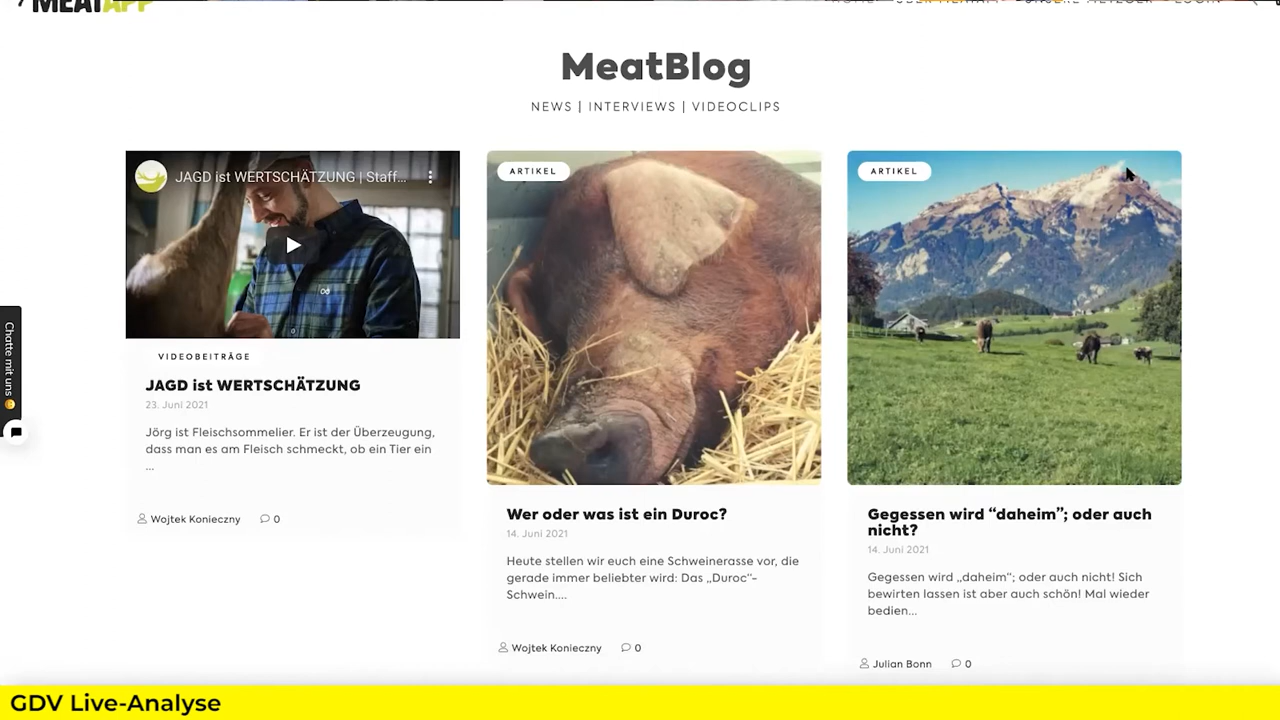 MEATAPP
LOGIN
MeatBlog
NEWS | INTERVIEWS | VIDEOCLIPS
JAGD ist WERTSCHÄTZUNG | Staff...
ARTIKEL
ARTIKEL
Chatte mit uns
VIDEOBEITRÄGE
JAGD ist WERTSCHÄTZUNG
23. Juni 2021
Jörg ist Fleischsommelier. Er ist der Überzeugung,
dass man es am Fleisch schmeckt, ob ein Tier ein
...
Wojtek Konieczny 0
Wer oder was ist ein Duroc?
14. Juni 2021
Heute stellen wir euch eine Schweinerasse vor, die
gerade immer beliebter wird: Das „Duroc”-
Schwein....
Wojtek Konieczny 0
Gegessen wird “daheim”; oder auch
nicht?
14. Juni 2021
Gegessen wird „daheim“; oder auch nicht! Sich
bewirten lassen ist aber auch schön! Mal wieder
bedien...
Julian Bonn 0
GDV Live-Analyse